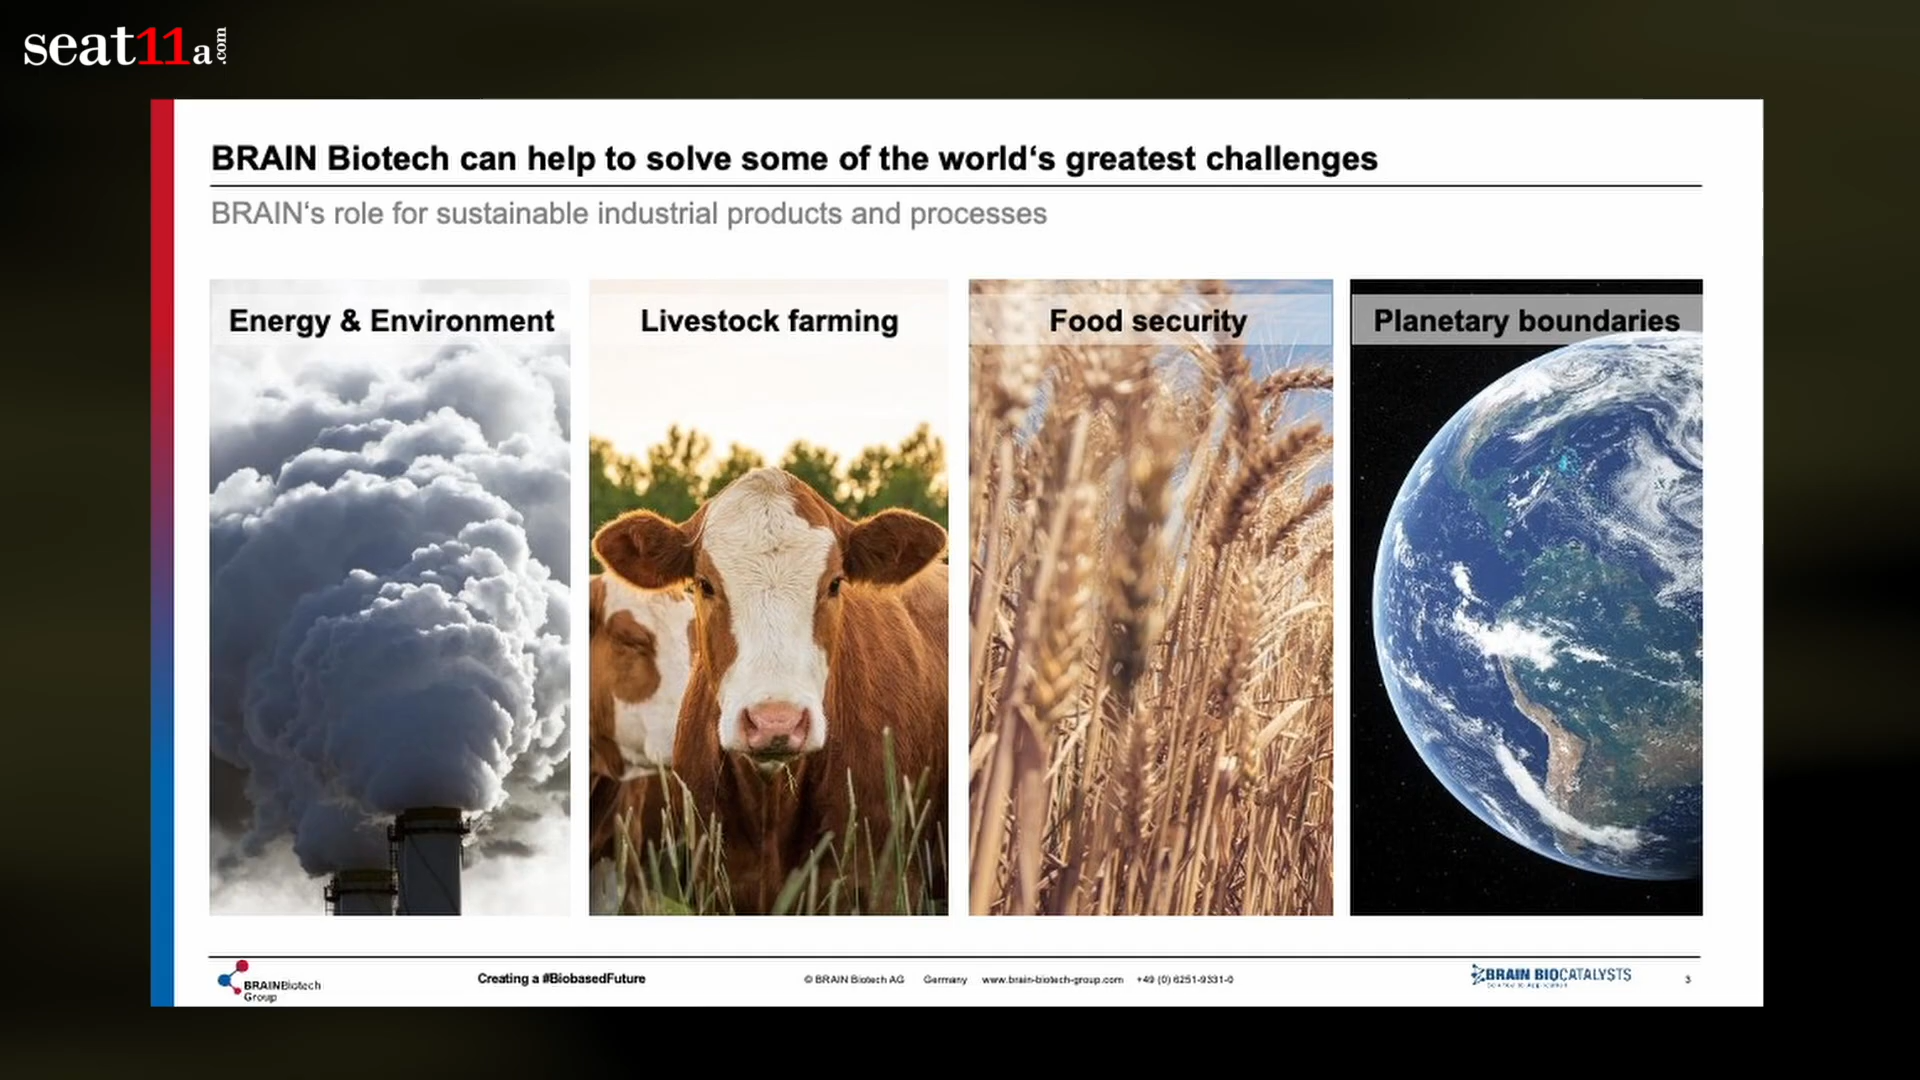 seat11a.com
BRAIN Biotech can help to solve some of the world‘s greatest challenges
BRAIN‘s role for sustainable industrial products and processes
Energy & Environment
Livestock farming
Food security
Planetary boundaries
BRAINBiotech
Group
Creating a #BiobasedFuture
© BRAIN Biotech AG Germany www.brain-biotech-group.com +49 (0) 6251-9331-0
BRAIN BIOCATALYSTS
3